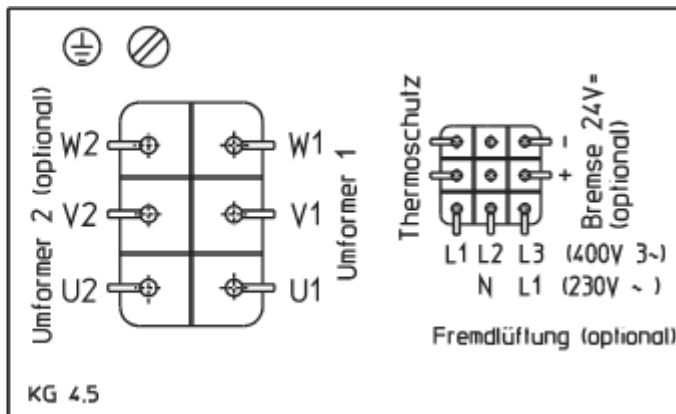 Umformer 2 (optional)
W2
W1
V2
V1
U2
U1
Umformer 1
Thermoschutz
-
+
Bremse 24V=
(optional)
L1 L2 L3 (400V 3~)
N L1 (230V ~ )
Fremdlüftung (optional)
KG 4.5